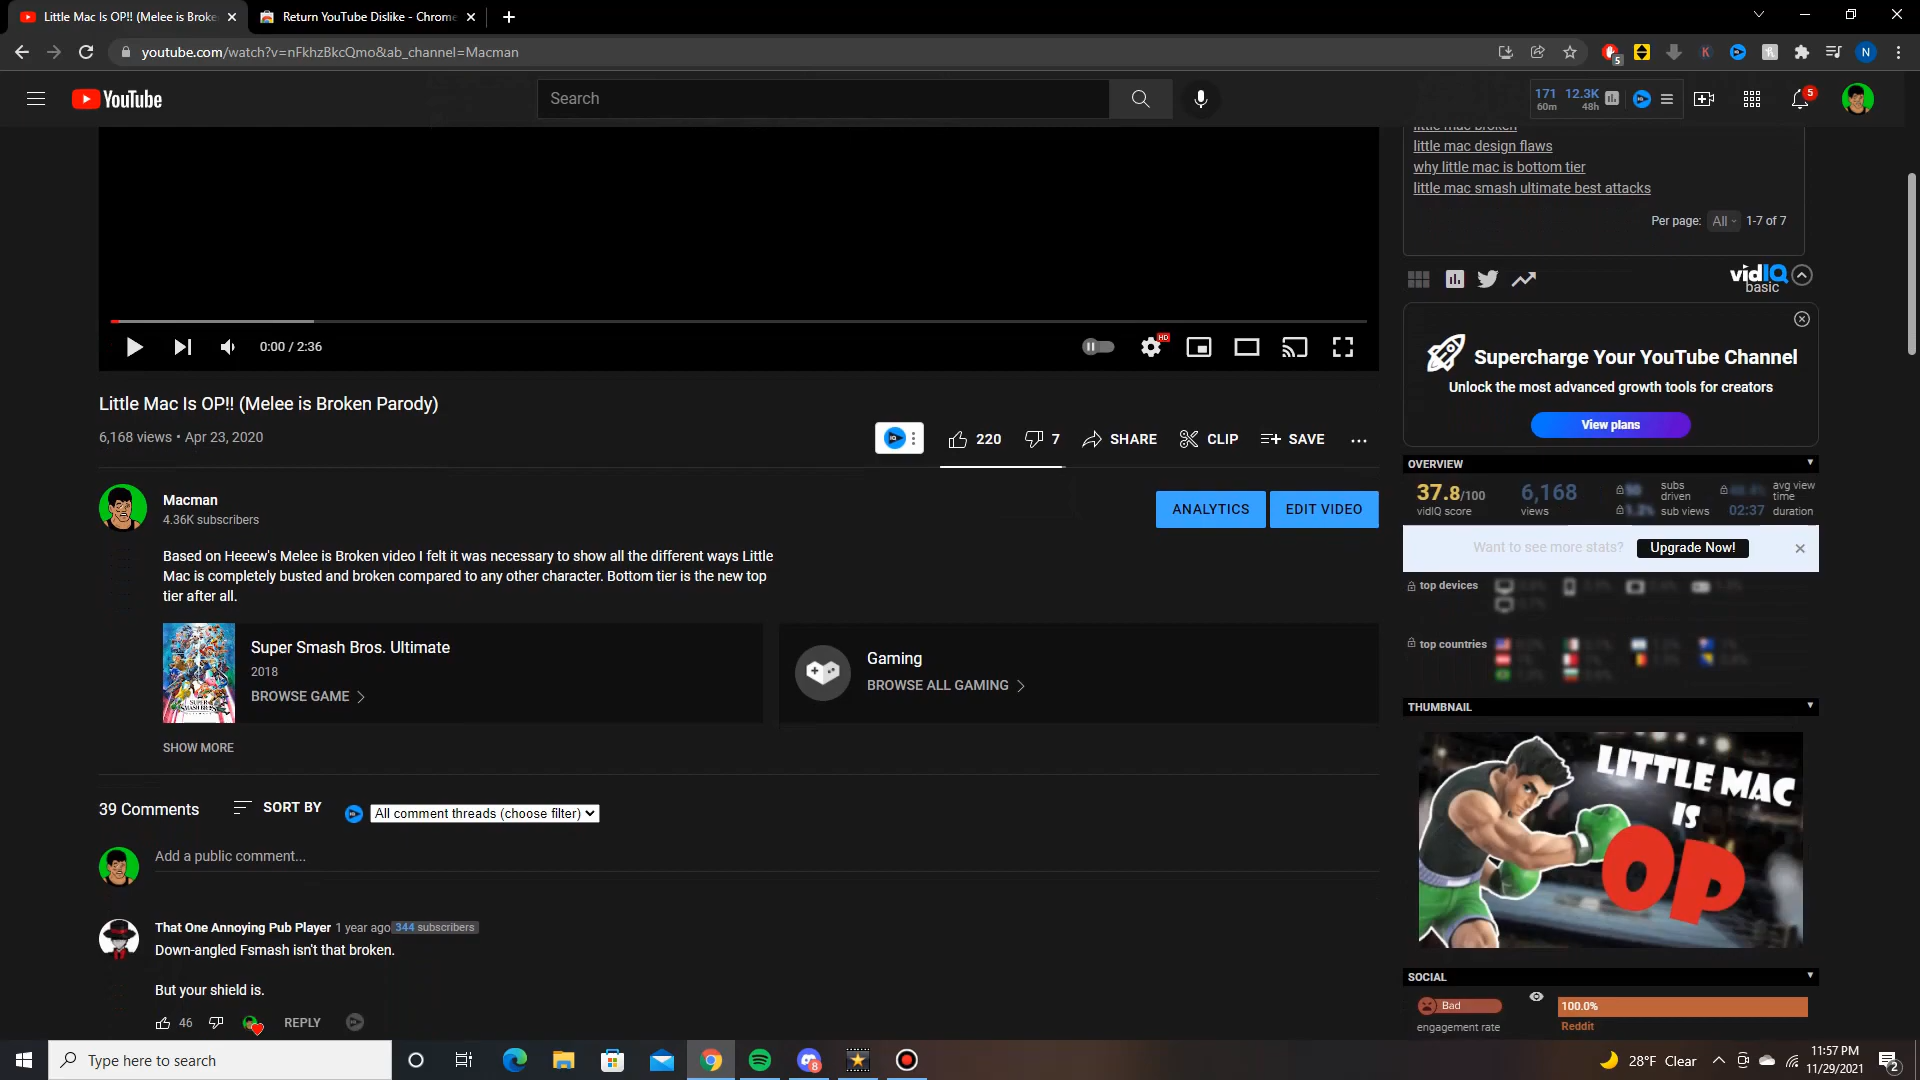 Little Mac Is OP!! (Melee is Broke
Return YouTube Dislike - Chrome
youtube.com/watch?v=nFkhzBkcQmo&ab_channel=Macman
5
K
N
YouTube
Search
171 60m
12.3K 48h
5
little mac broken
little mac design flaws
why little mac is bottom tier
little mac smash ultimate best attacks
Per page: All 1-7 of 7
vidIQ
basic
0:00 / 2:36
HD
Supercharge Your YouTube Channel
Unlock the most advanced growth tools for creators
View plans
Little Mac Is OP!! (Melee is Broken Parody)
6,168 views • Apr 23, 2020
220 7 SHARE CLIP SAVE ...
OVERVIEW
37.8/100
vidIQ score
6,168
views
subs driven
sub views
avg view time
02:37 duration
Want to see more stats? Upgrade Now!
top devices
top countries
Macman
4.36K subscribers
ANALYTICS
EDIT VIDEO
Based on Heeew's Melee is Broken video I felt it was necessary to show all the different ways Little
Mac is completely busted and broken compared to any other character. Bottom tier is the new top
tier after all.
Super Smash Bros. Ultimate
2018
BROWSE GAME
Gaming
BROWSE ALL GAMING
SHOW MORE
THUMBNAIL
LITTLE MAC
IS
OP
39 Comments
SORT BY
All comment threads (choose filter)
Add a public comment...
That One Annoying Pub Player 1 year ago 344 subscribers
Down-angled Fsmash isn't that broken.
But your shield is.
46
REPLY
SOCIAL
Bad
engagement rate
100.0%
Reddit
Type here to search
8
28°F Clear
11:57 PM
11/29/2021
2